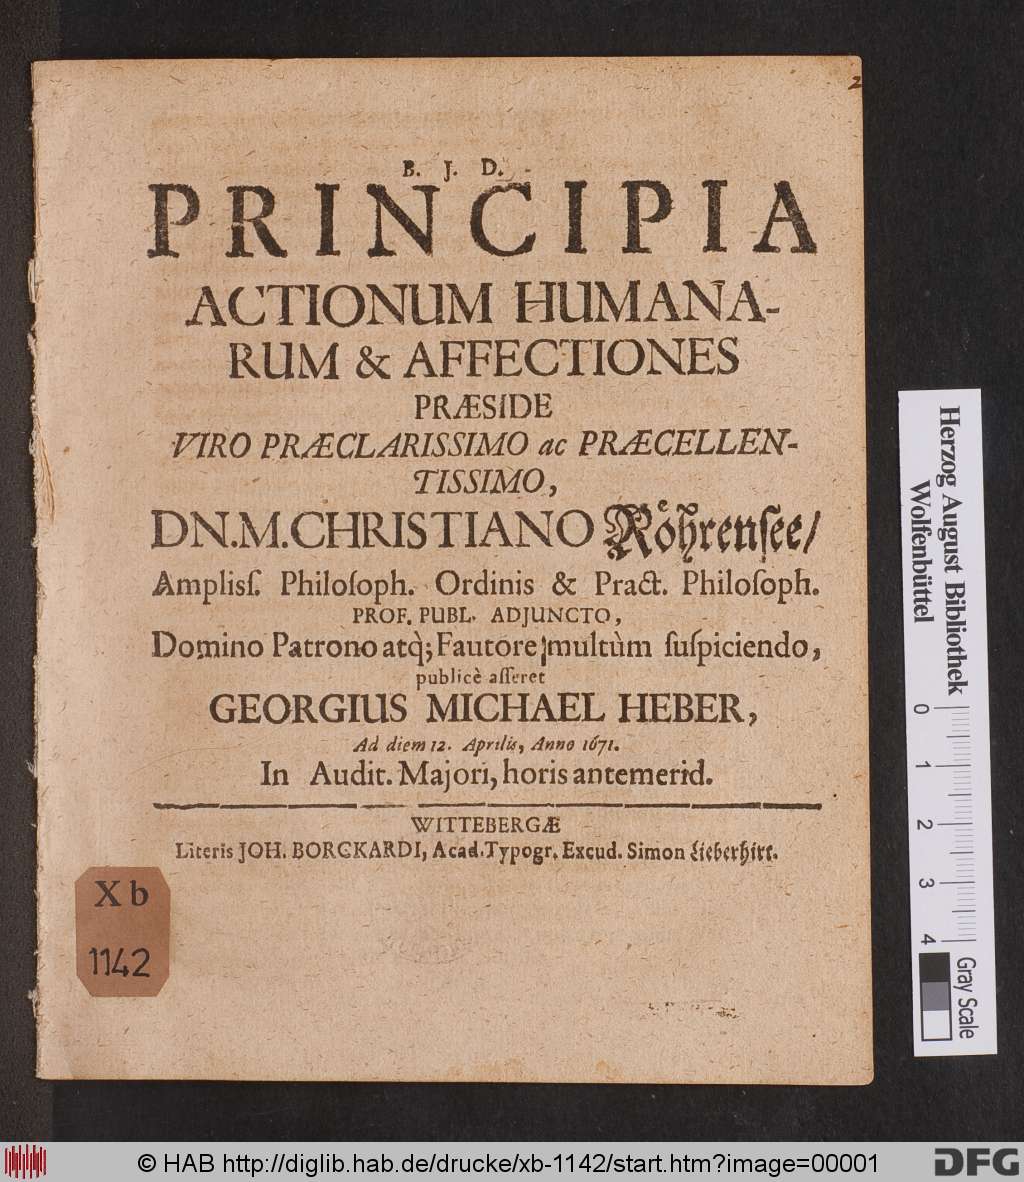 2
B. J. D.
PRINCIPIA
ACTIONUM HUMANA-
RUM & AFFECTIONES
PRÆSIDE
VIRO PRÆCLARISSIMO ac PRÆCELLEN-
TISSIMO,
DN.M.CHRISTIANO Röhrenſee/
Ampliſſ. Philoſoph. Ordinis & Pract. Philoſoph.
PROF. PUBL. ADJUNCTO,
Domino Patrono atq; Fautore multùm ſuſpiciendo,
publicè aſſeret
GEORGIUS MICHAEL HEBER,
Ad diem 12. Aprilis, Anno 1671.
In Audit. Majori, horis antemerid.
WITTEBERGÆ
Literis JOH. BORCKARDI, Acad. Typogr. Excud. Simon Lieberhirt.
X b
1142
Herzog August Bibliothek
Wolfenbüttel
0 1 2 3 4
Gray Scale
© HAB http://diglib.hab.de/drucke/xb-1142/start.htm?image=00001
DFG